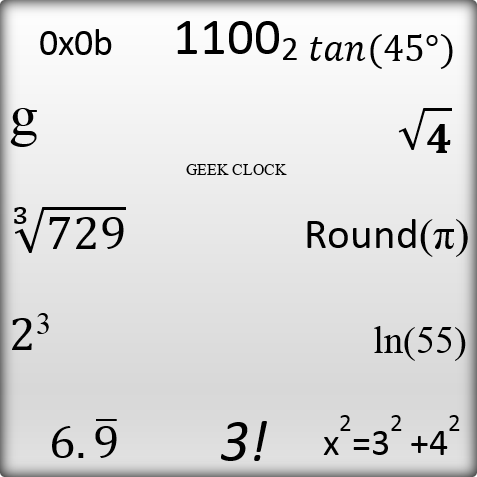 0x0b 1100₂ tan(45°)
g √4
GEEK CLOCK
∛729 Round(π)
2³ ln(55)
6.9̅ 3! x²=3²+4²